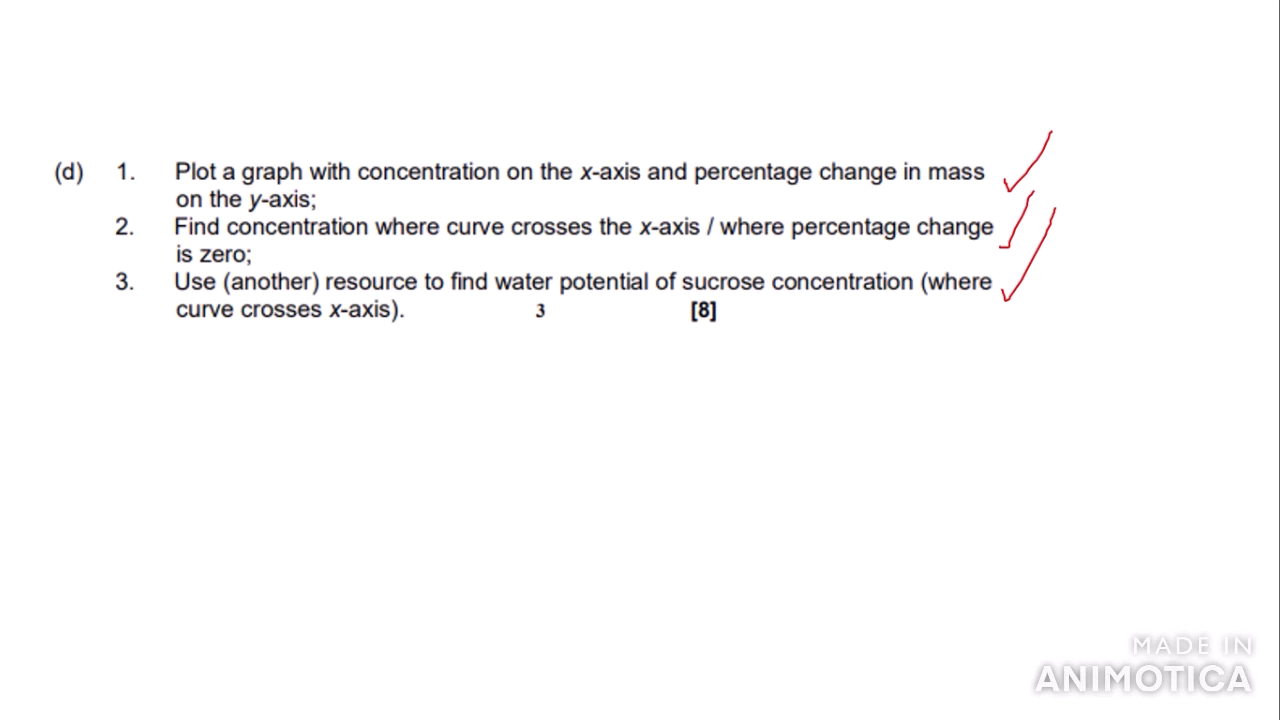 (d) 1. Plot a graph with concentration on the x-axis and percentage change in mass
on the y-axis;
2. Find concentration where curve crosses the x-axis / where percentage change
is zero;
3. Use (another) resource to find water potential of sucrose concentration (where
curve crosses x-axis). 3 [8]
MADE IN
ANIMOTICA